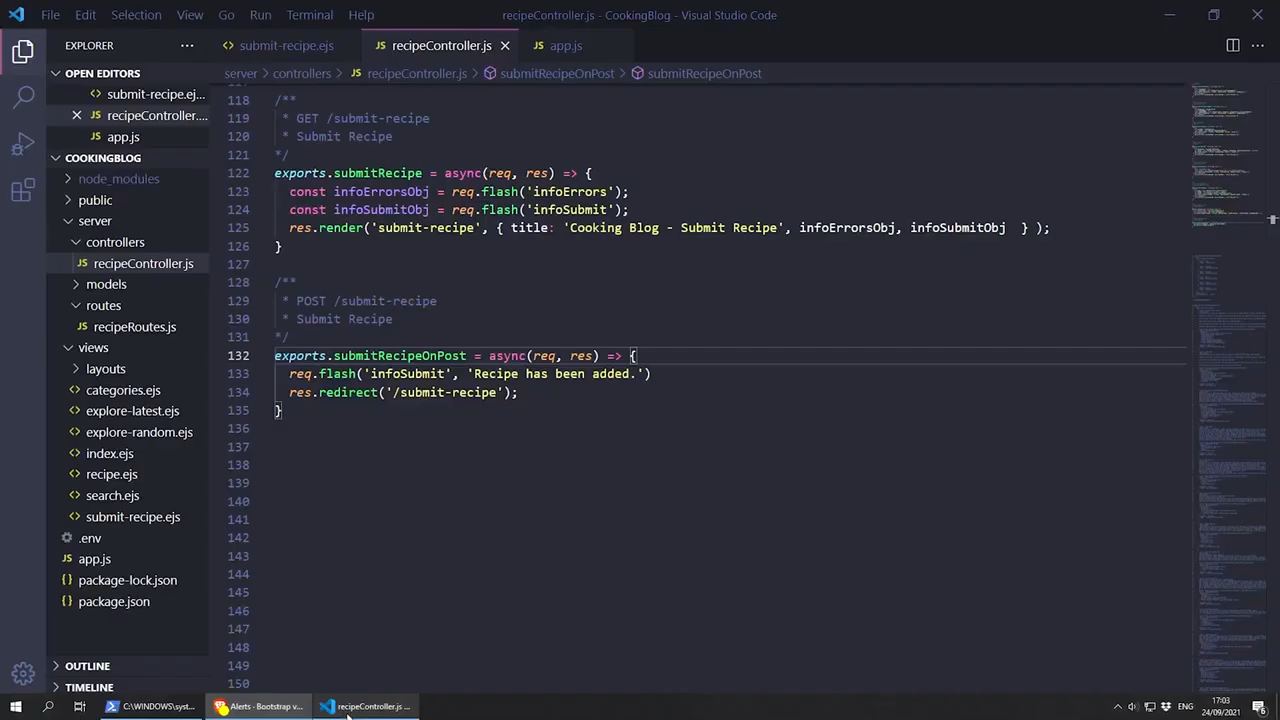 File Edit Selection View Go Run Terminal Help recipeController.js - CookingBlog - Visual Studio Code
EXPLORER
submit-recipe.ejs JS recipeController.js JS app.js
OPEN EDITORS
server > controllers > JS recipeController.js > submitRecipeOnPost > submitRecipeOnPost
submit-recipe.ej...
JS recipeController....
JS app.js
COOKINGBLOG
node_modules
public
server
controllers
JS recipeController.js
models
routes
JS recipeRoutes.js
views
layouts
categories.ejs
explore-latest.ejs
explore-random.ejs
index.ejs
recipe.ejs
search.ejs
submit-recipe.ejs
.env
JS app.js
package-lock.json
package.json
OUTLINE
TIMELINE
118 /**
119 * GET /submit-recipe
120 * Submit Recipe
121 */
122 exports.submitRecipe = async(req, res) => {
123 const infoErrorsObj = req.flash('infoErrors');
124 const infoSubmitObj = req.flash('infoSubmit');
125 res.render('submit-recipe', { title: 'Cooking Blog - Submit Recipe', infoErrorsObj, infoSubmitObj } );
126 }
127
128 /**
129 * POST /submit-recipe
130 * Submit Recipe
131 */
132 exports.submitRecipeOnPost = async(req, res) => {
133 req.flash('infoSubmit', 'Recipe has been added.')
134 res.redirect('/submit-recipe');
135 }
136
137
138
139
140
141
142
143
144
145
146
147
148
149
150
C:\WINDOWS\syst... Alerts · Bootstrap v... recipeController.js ... ENG 17:03
24/09/2021 6